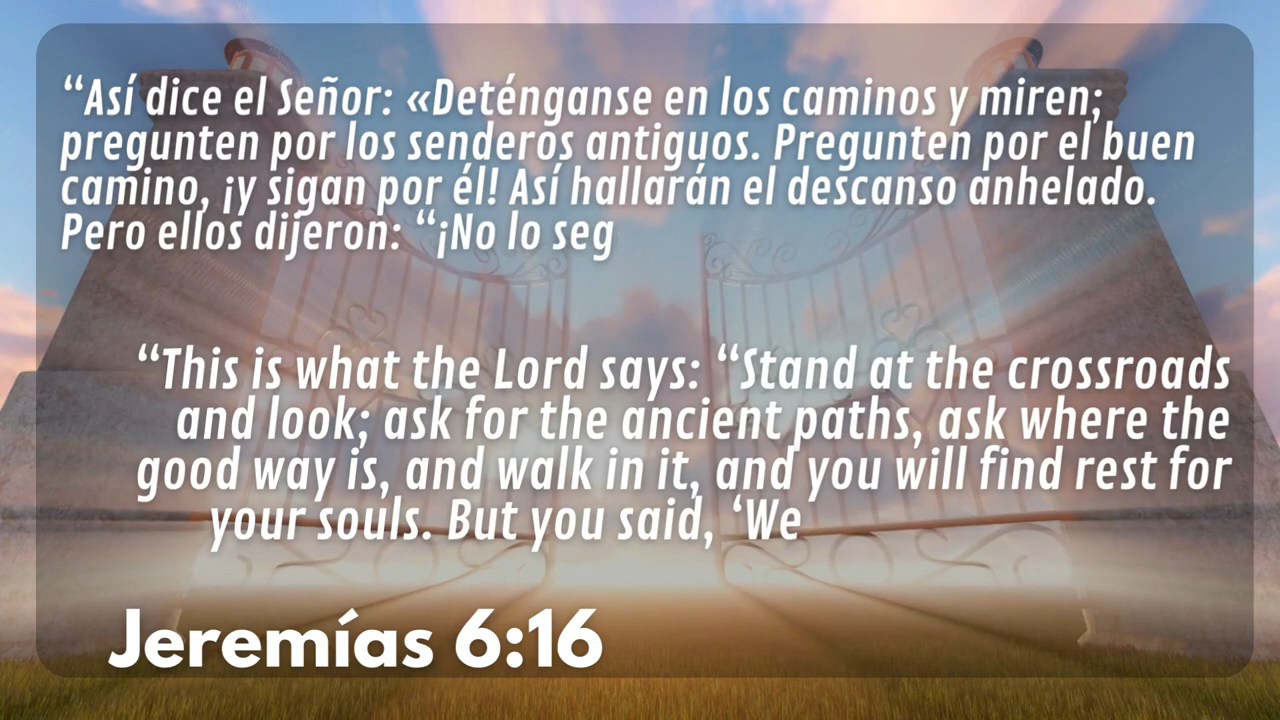 “Así dice el Señor: «Deténganse en los caminos y miren;
pregunten por los senderos antiguos. Pregunten por el buen
camino, ¡y sigan por él! Así hallarán el descanso anhelado.
Pero ellos dijeron: “¡No lo seg
“This is what the Lord says: “Stand at the crossroads
and look; ask for the ancient paths, ask where the
good way is, and walk in it, and you will find rest for
your souls. But you said, ‘We
Jeremías 6:16